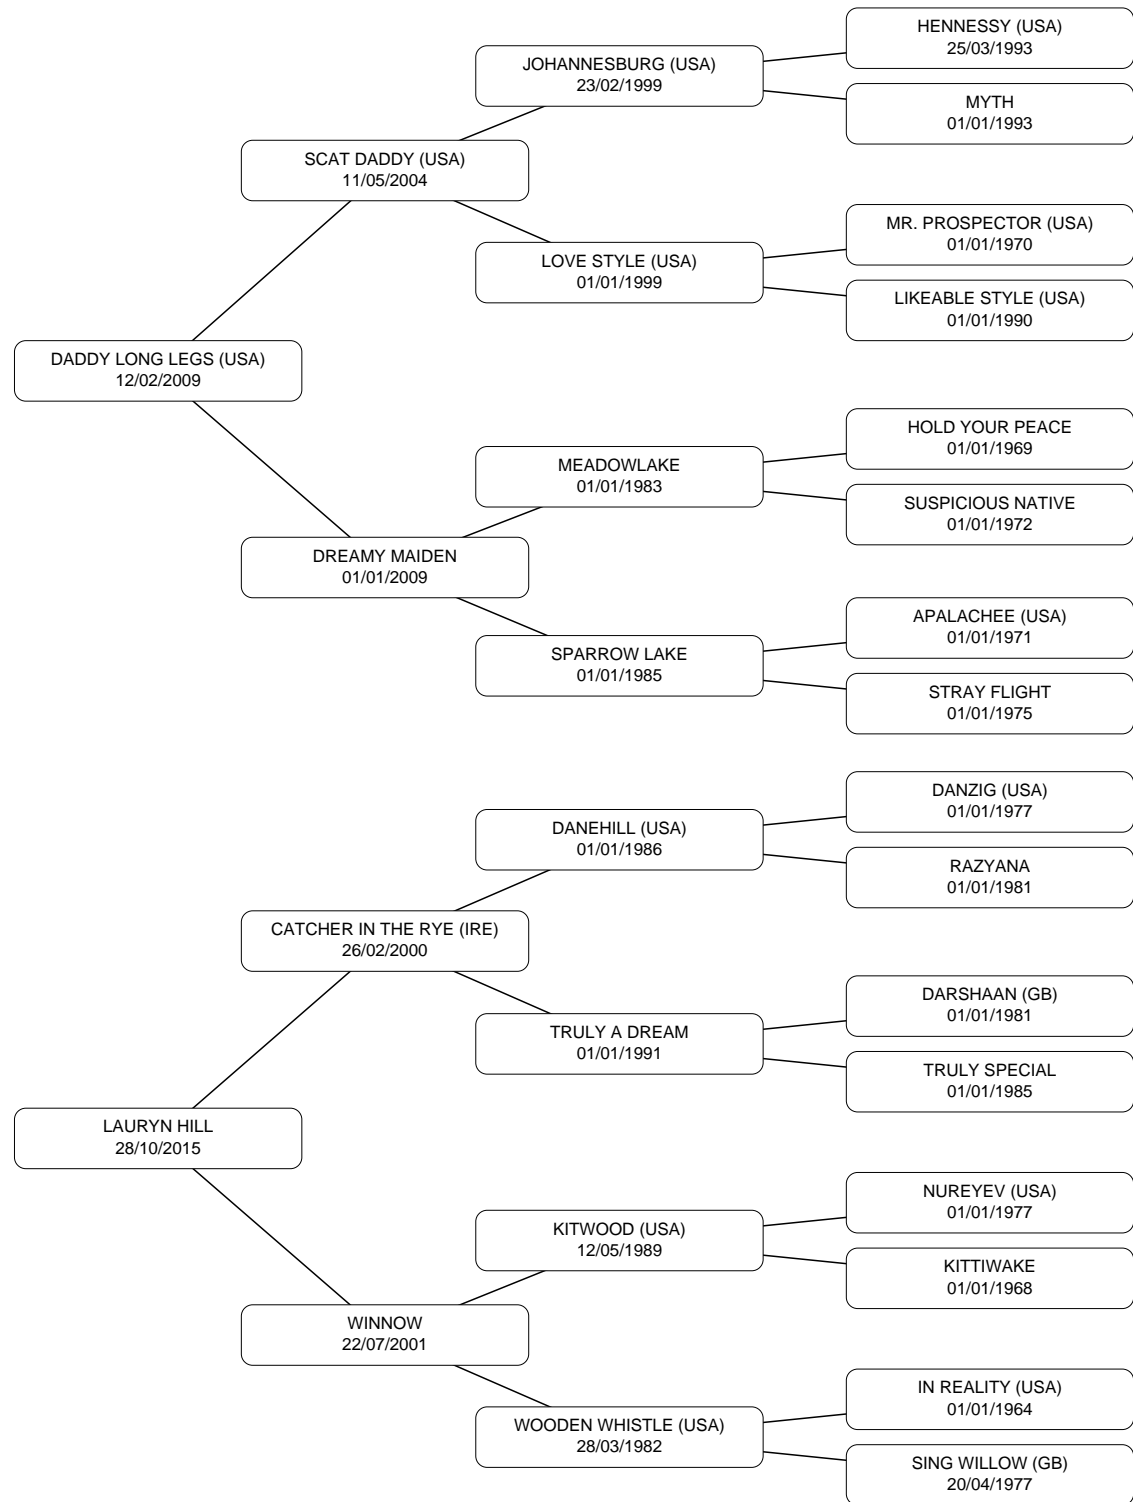 HENNESSY (USA)
25/03/1993
JOHANNESBURG (USA)
23/02/1999
MYTH
01/01/1993
SCAT DADDY (USA)
11/05/2004
MR. PROSPECTOR (USA)
01/01/1970
LOVE STYLE (USA)
01/01/1999
LIKEABLE STYLE (USA)
01/01/1990
DADDY LONG LEGS (USA)
12/02/2009
HOLD YOUR PEACE
01/01/1969
MEADOWLAKE
01/01/1983
SUSPICIOUS NATIVE
01/01/1972
DREAMY MAIDEN
01/01/2009
APALACHEE (USA)
01/01/1971
SPARROW LAKE
01/01/1985
STRAY FLIGHT
01/01/1975
DANZIG (USA)
01/01/1977
DANEHILL (USA)
01/01/1986
RAZYANA
01/01/1981
CATCHER IN THE RYE (IRE)
26/02/2000
DARSHAAN (GB)
01/01/1981
TRULY A DREAM
01/01/1991
TRULY SPECIAL
01/01/1985
LAURYN HILL
28/10/2015
NUREYEV (USA)
01/01/1977
KITWOOD (USA)
12/05/1989
KITTIWAKE
01/01/1968
WINNOW
22/07/2001
IN REALITY (USA)
01/01/1964
WOODEN WHISTLE (USA)
28/03/1982
SING WILLOW (GB)
20/04/1977